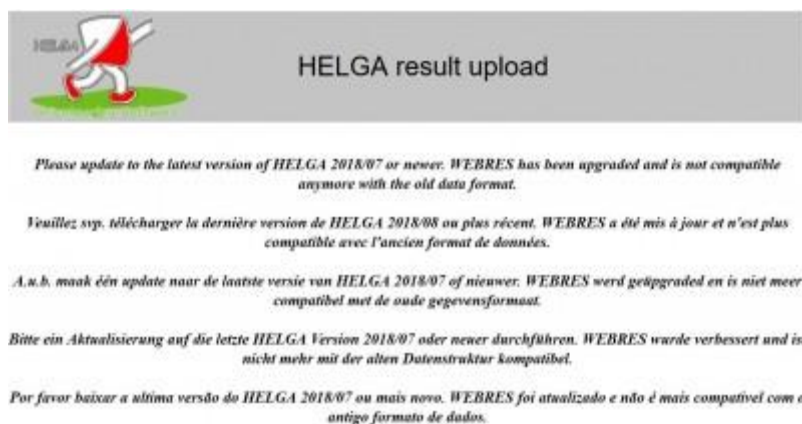 HELGA
HELGA result upload
Please update to the latest version of HELGA 2018/07 or newer. WEBRES has been upgraded and is not compatible
anymore with the old data format.
Veuillez svp. télécharger la dernière version de HELGA 2018/08 ou plus récent. WEBRES a été mis à jour et n'est plus
compatible avec l'ancien format de données.
A.u.b. maak één update naar de laatste versie van HELGA 2018/07 of nieuwer. WEBRES werd geüpgraded en is niet meer
compatibel met de oude gegevensformaat.
Bitte ein Aktualisierung auf die letzte HELGA Version 2018/07 oder neuer durchführen. WEBRES wurde verbessert und is
nicht mehr mit der alten Datenstruktur kompatibel.
Por favor baixar a ultima versão do HELGA 2018/07 ou mais novo. WEBRES foi atualizado e não é mais compativel com o
antigo formato de dados.